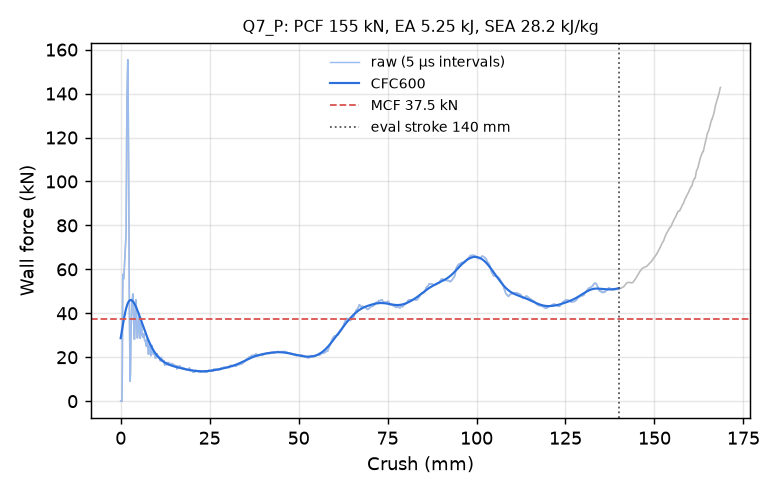 Q7_P: PCF 155 kN, EA 5.25 kJ, SEA 28.2 kJ/kg
raw (5 µs intervals)
CFC600
MCF 37.5 kN
eval stroke 140 mm
Wall force (kN)
160
140
120
100
80
60
40
20
0
0 25 50 75 100 125 150 175
Crush (mm)